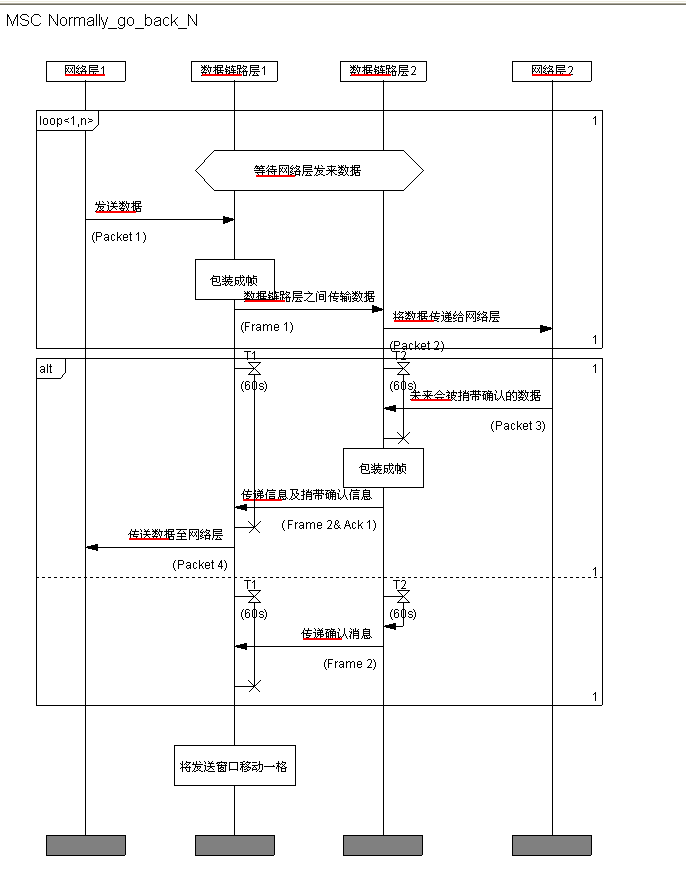 MSC Normally_go_back_N
网络层1
数据链路层1
数据链路层2
网络层2
loop<1,n>
1
等待网络层发来数据
发送数据
(Packet 1)
包装成帧
数据链路层之间传输数据
(Frame 1)
将数据传递给网络层
(Packet 2)
1
alt
1
T1
(60s)
T2
(60s)
未来会被捎带确认的数据
(Packet 3)
包装成帧
传递信息及捎带确认信息
(Frame 2& Ack 1)
传送数据至网络层
(Packet 4)
1
T1
(60s)
T2
(60s)
传递确认消息
(Frame 2)
1
将发送窗口移动一格